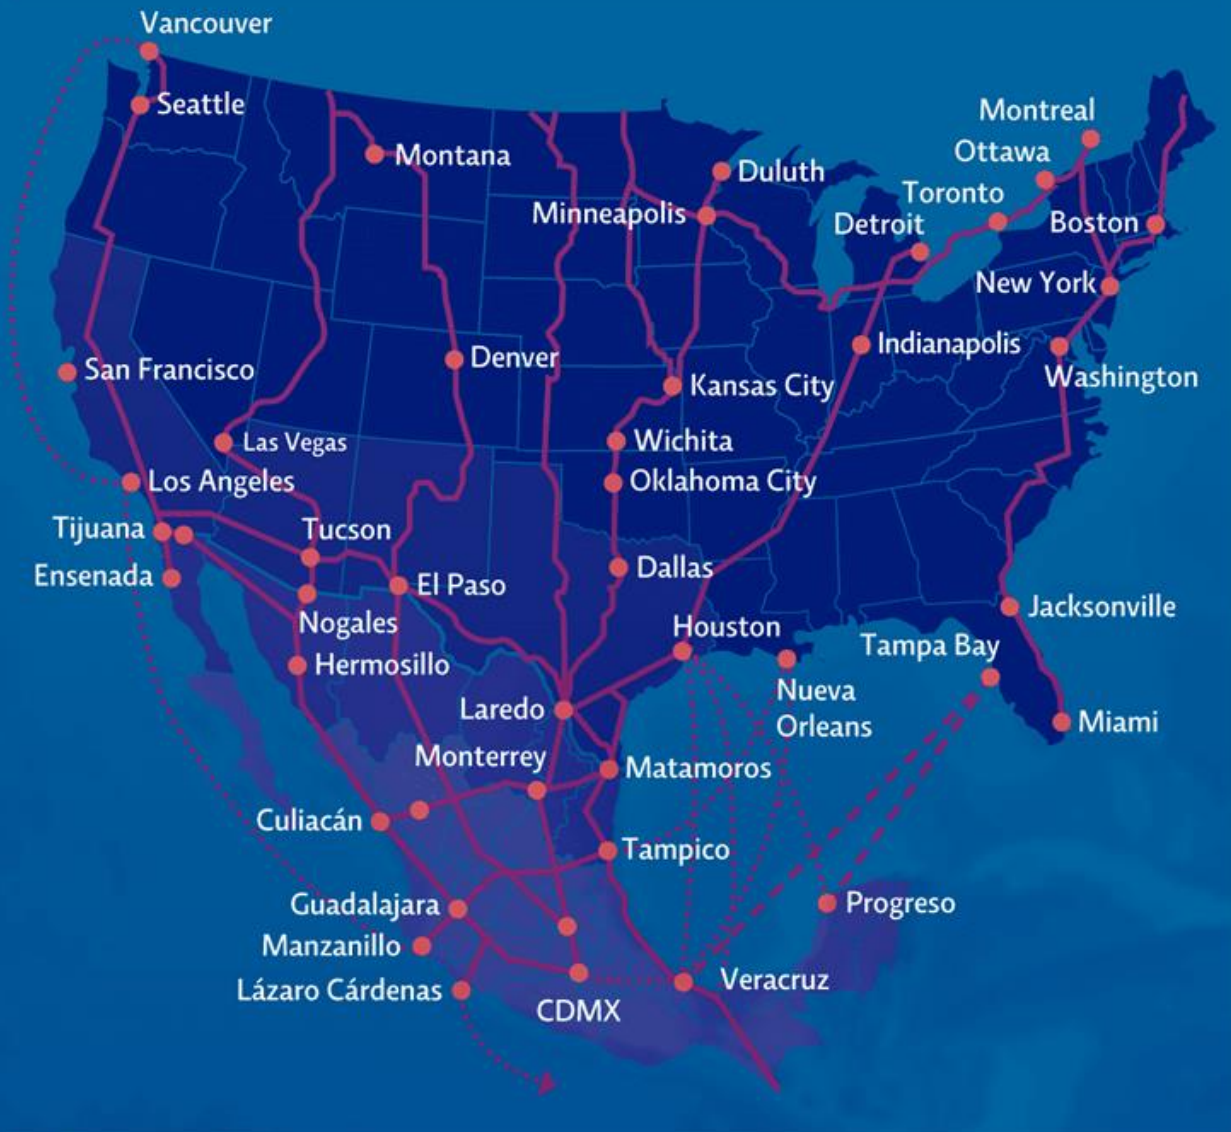 Vancouver
Seattle
Montana
Duluth
Minneapolis
Montreal
Ottawa
Toronto
Detroit
Boston
New York
San Francisco
Denver
Kansas City
Indianapolis
Washington
Las Vegas
Wichita
Los Angeles
Oklahoma City
Tijuana
Tucson
Ensenada
El Paso
Dallas
Nogales
Houston
Jacksonville
Tampa Bay
Hermosillo
Laredo
Nueva
Orleans
Miami
Monterrey
Matamoros
Culiacán
Tampico
Guadalajara
Progreso
Manzanillo
Lázaro Cárdenas
Veracruz
CDMX